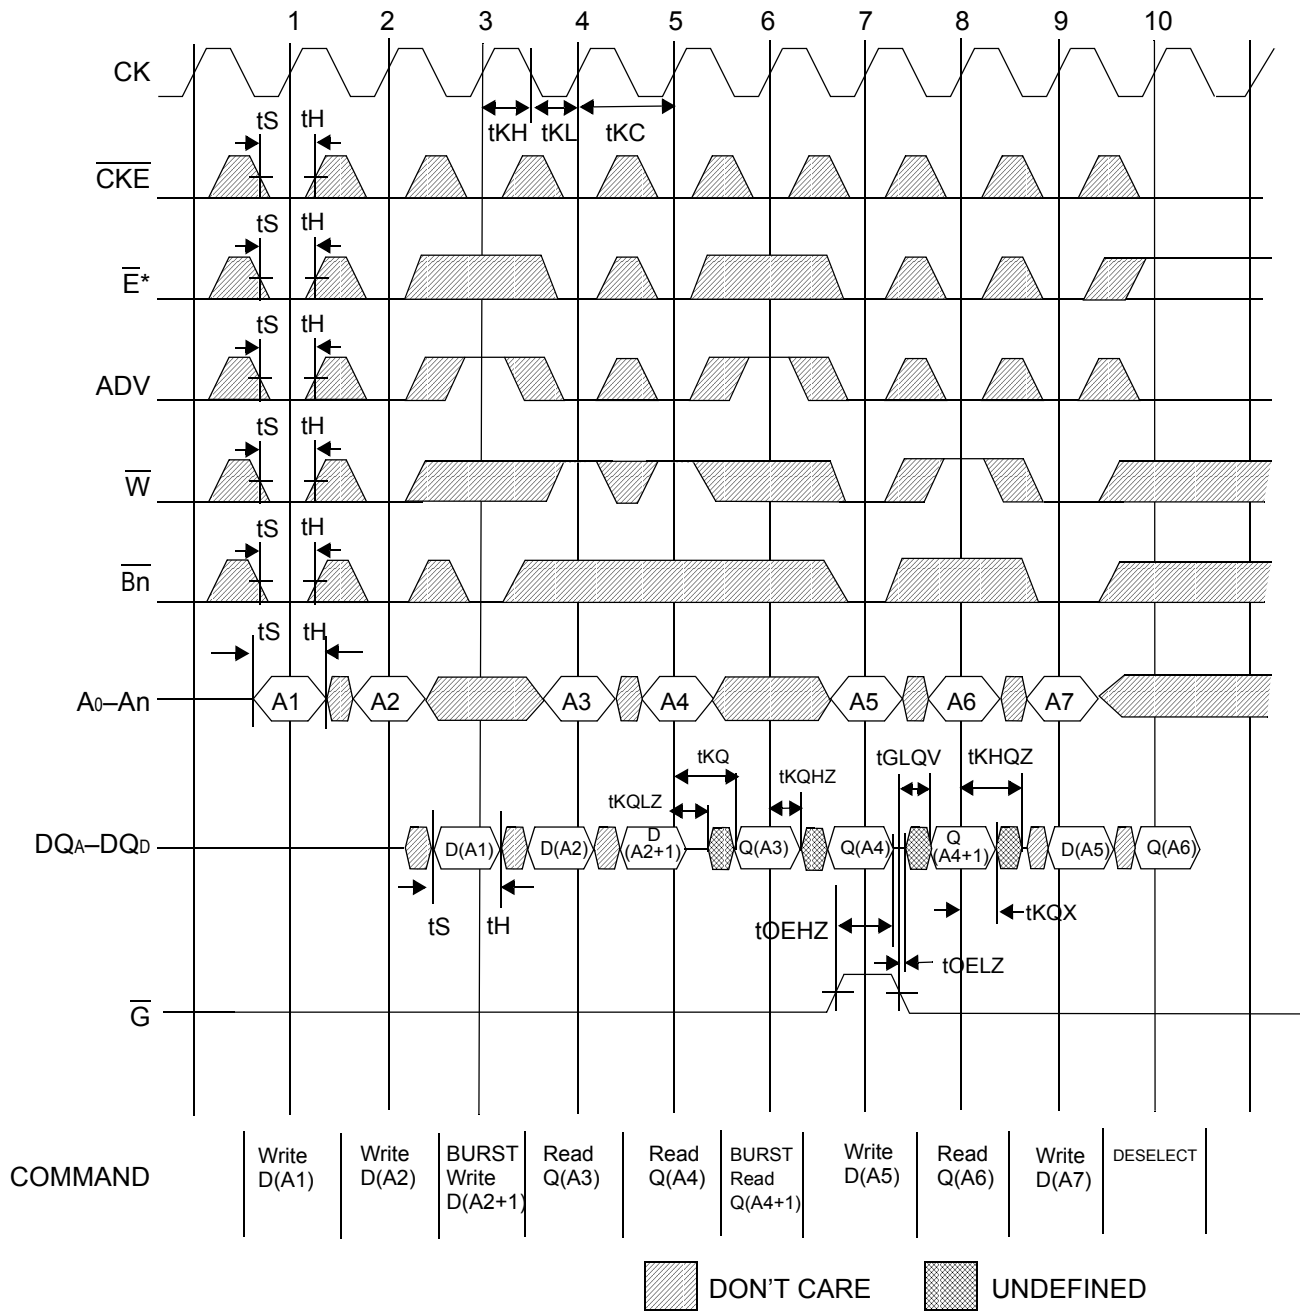 1 2 3 4 5 6 7 8 9 10
CK
tKH tKL tKC
tS tH
CKE
tS tH
E*
tS tH
ADV
tS tH
W
tS tH
Bn
tS tH
A0–An A1 A2 A3 A4 A5 A6 A7
tKQ tGLQV tKHQZ
tKQHZ
tKQLZ
DQA–DQD D(A1) D(A2) D (A2+1) Q(A3) Q(A4) Q (A4+1) D(A5) Q(A6)
tS tH tOEHZ tKQX
tOELZ
G
COMMAND
Write D(A1)
Write D(A2)
BURST Write D(A2+1)
Read Q(A3)
Read Q(A4)
BURST Read Q(A4+1)
Write D(A5)
Read Q(A6)
Write D(A7)
DESELECT
DON'T CARE UNDEFINED